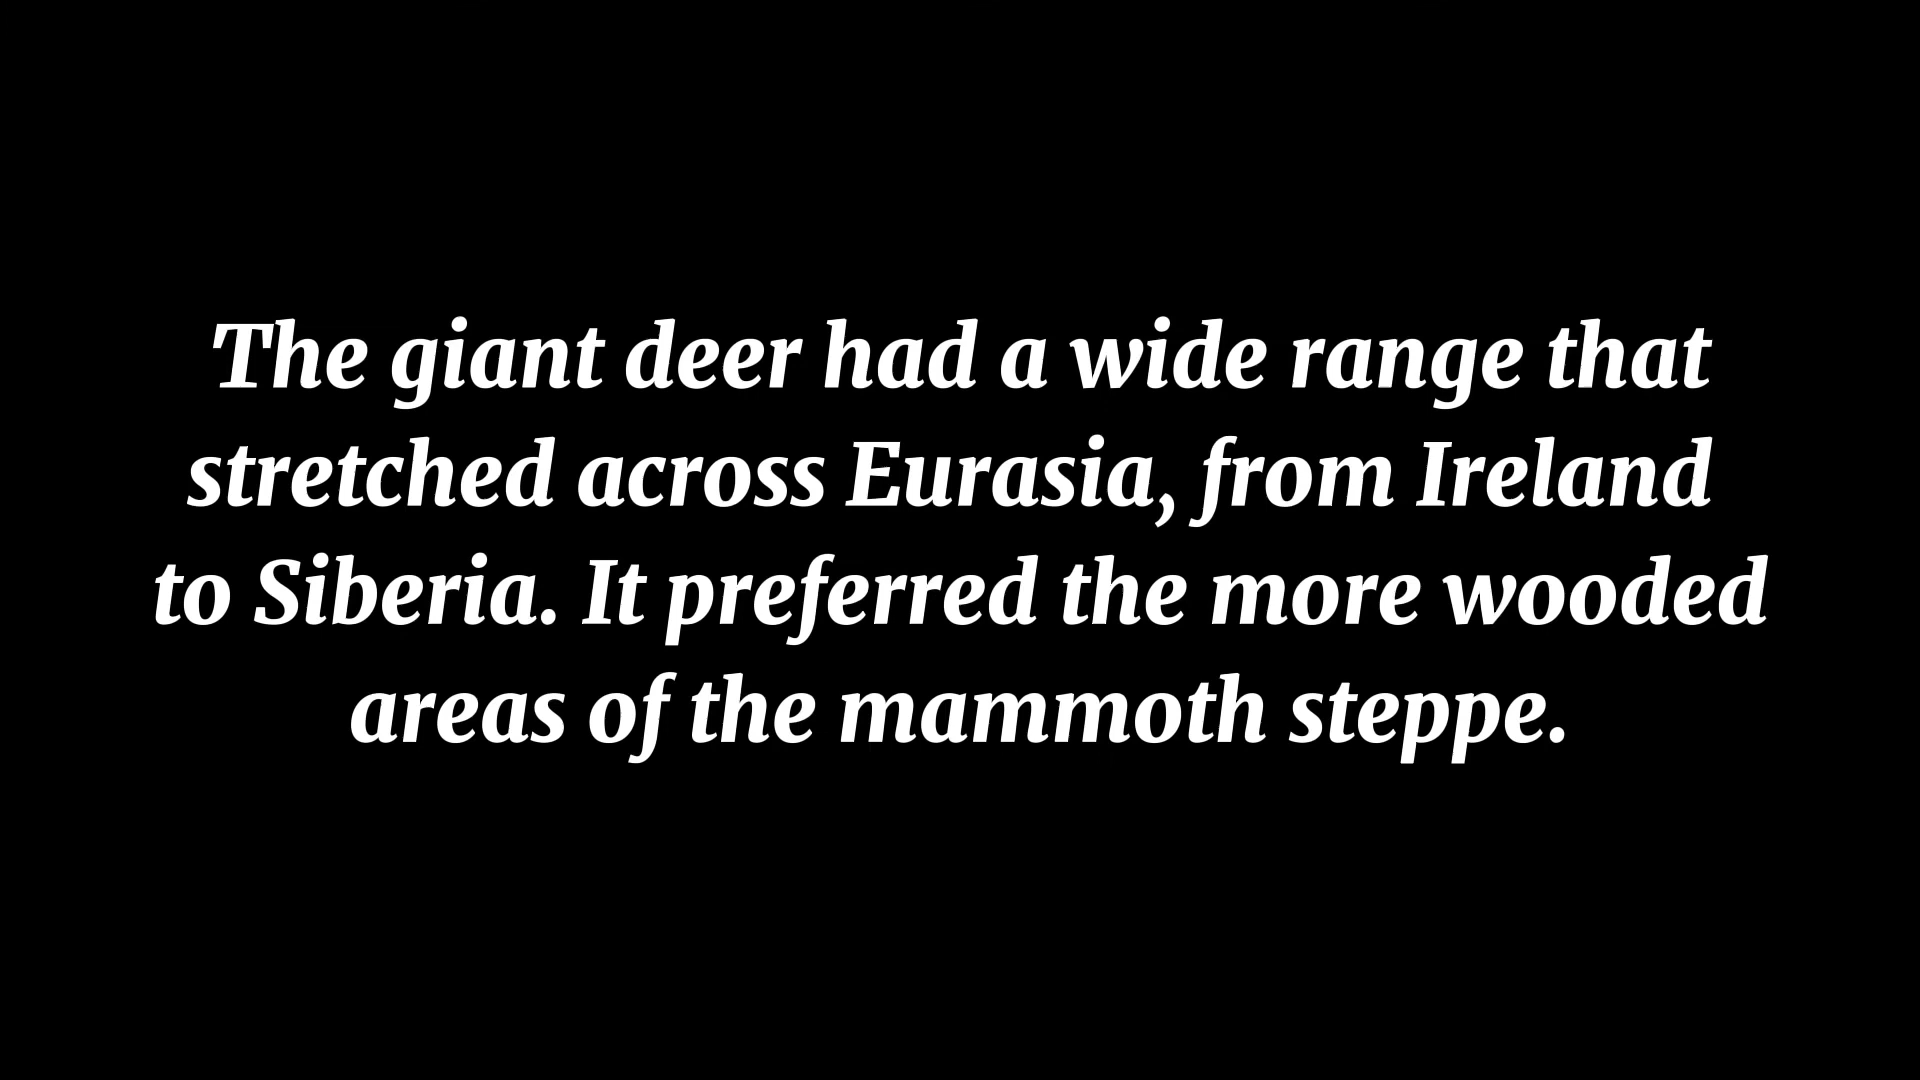 The giant deer had a wide range that
stretched across Eurasia, from Ireland
to Siberia. It preferred the more wooded
areas of the mammoth steppe.